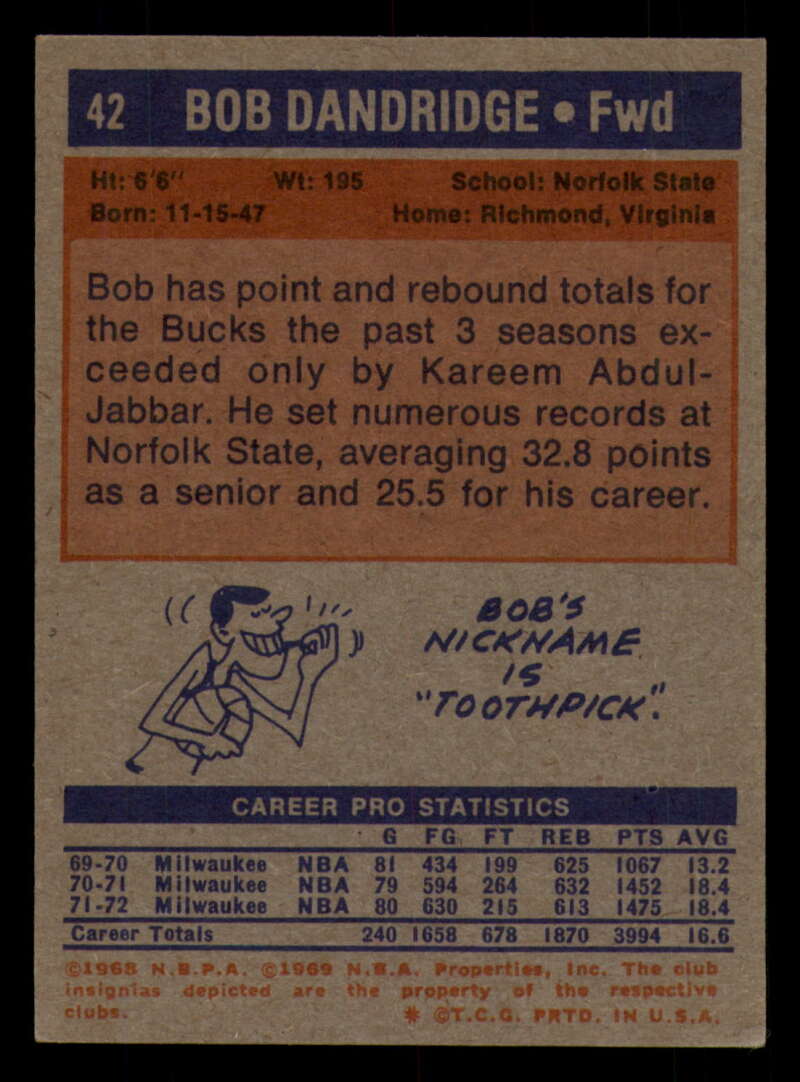 42 BOB DANDRIDGE • Fwd
Ht: 6'6" Wt: 195 School: Norfolk State
Born: 11-15-47 Home: Richmond, Virginia
Bob has point and rebound totals for
the Bucks the past 3 seasons ex-
ceeded only by Kareem Abdul-
Jabbar. He set numerous records at
Norfolk State, averaging 32.8 points
as a senior and 25.5 for his career.
BOB'S
NICKNAME
IS
"TOOTHPICK".
CAREER PRO STATISTICS
G FG FT REB PTS AVG
69-70 Milwaukee NBA 81 434 199 625 1067 13.2
70-71 Milwaukee NBA 79 594 264 632 1452 18.4
71-72 Milwaukee NBA 80 630 215 613 1475 18.4
Career Totals 240 1658 678 1870 3994 16.6
©1968 N.B.P.A. ©1969 N.B.A. Properties, Inc. The club
insignias depicted are the property of the respective
clubs. * ©T.C.G. PRTD. IN U.S.A.